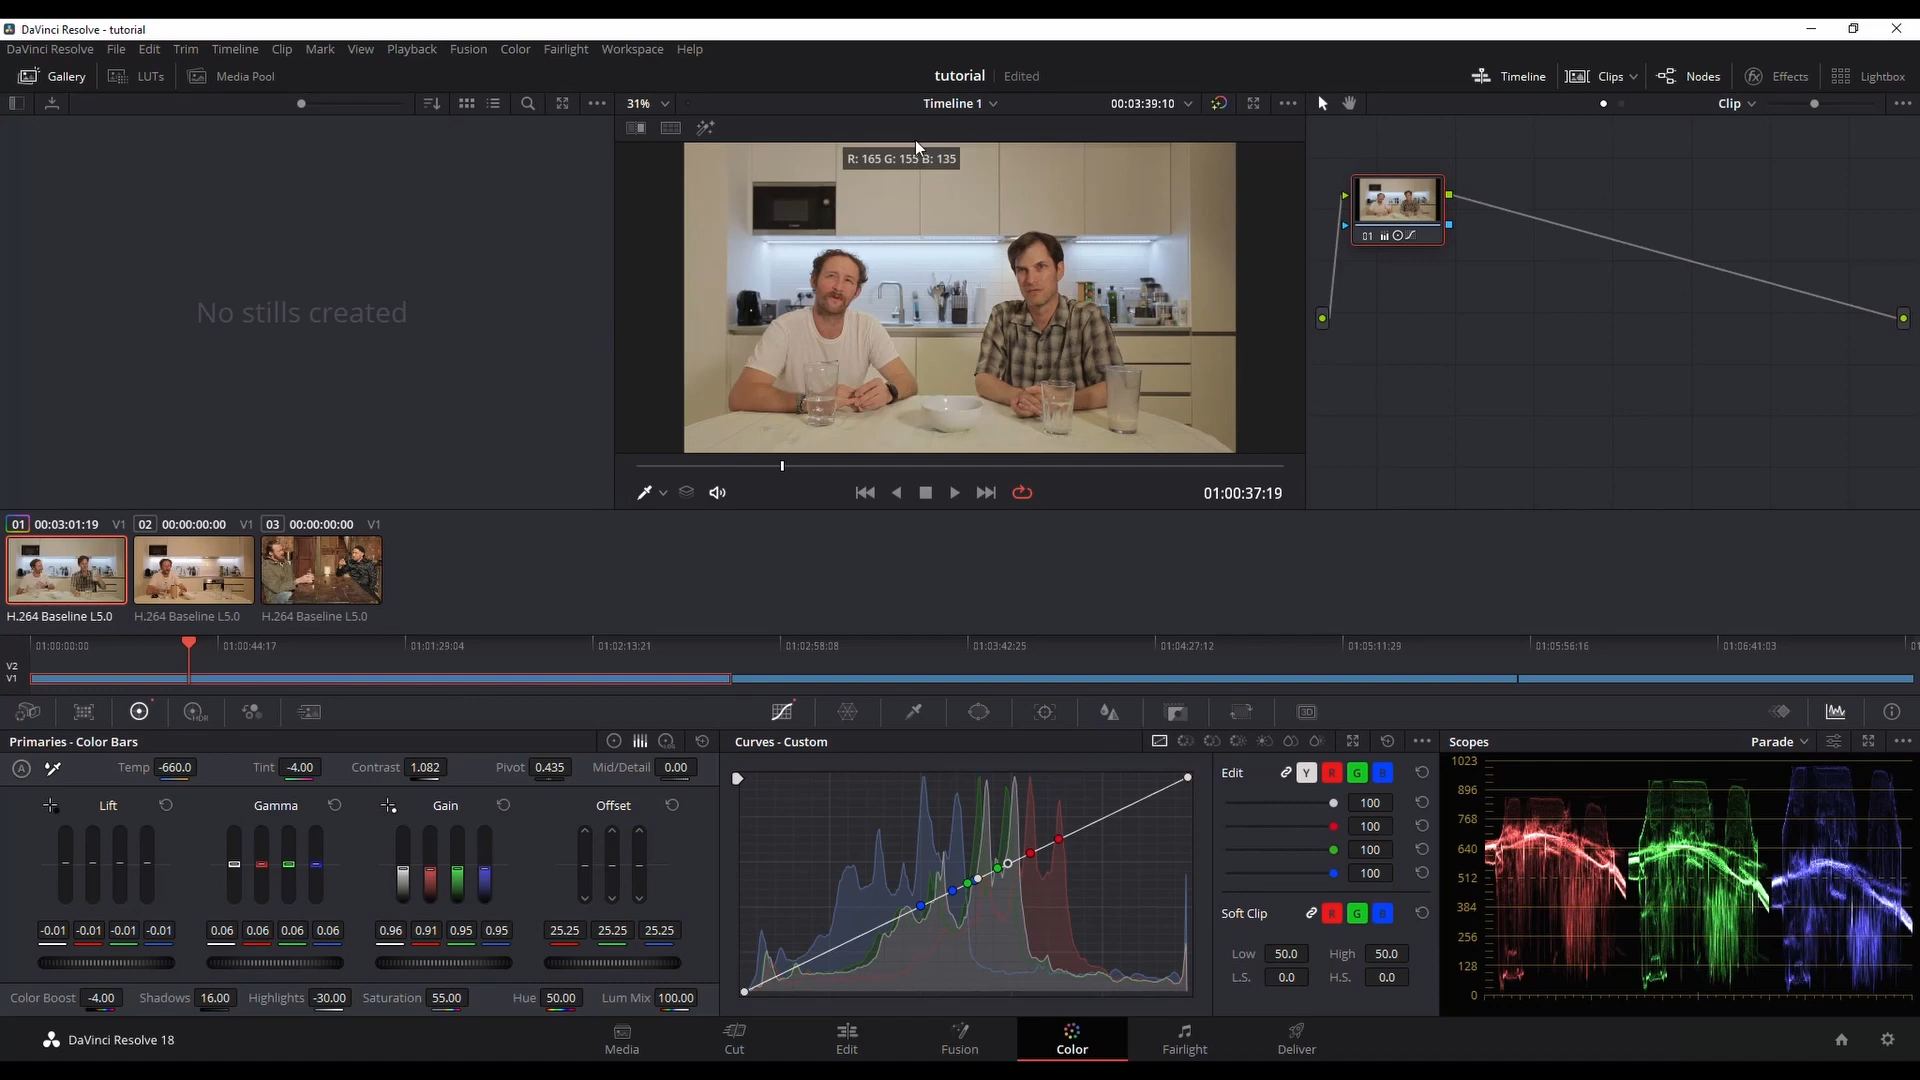 DaVinci Resolve - tutorial
DaVinci Resolve File Edit Trim Timeline Clip Mark View Playback Fusion Color Fairlight Workspace Help
Gallery LUTs Media Pool tutorial Edited Timeline Clips Nodes Effects Lightbox
31% Timeline 1 00:03:39:10 Clip
R: 165 G: 155 B: 135
No stills created
01
01:00:37:19
01 00:03:01:19 V1 02 00:00:00:00 V1 03 00:00:00:00 V1
H.264 Baseline L5.0 H.264 Baseline L5.0 H.264 Baseline L5.0
01:00:00:00 01:00:44:17 01:01:29:04 01:02:13:21 01:02:58:08 01:03:42:25 01:04:27:12 01:05:11:29 01:05:56:16 01:06:41:03
V2
V1
HDR 3D
Primaries - Color Bars Curves - Custom Scopes Parade
A Temp -660.0 Tint -4.00 Contrast 1.082 Pivot 0.435 Mid/Detail 0.00
Lift Gamma Gain Offset
-0.01 -0.01 -0.01 -0.01 0.06 0.06 0.06 0.06 0.96 0.91 0.95 0.95 25.25 25.25 25.25
Color Boost -4.00 Shadows 16.00 Highlights -30.00 Saturation 55.00 Hue 50.00 Lum Mix 100.00
Edit Y R G B
100
100
100
100
Soft Clip R G B
Low 50.0 High 50.0
L.S. 0.0 H.S. 0.0
1023
896
768
640
512
384
256
128
0
DaVinci Resolve 18 Media Cut Edit Fusion Color Fairlight Deliver